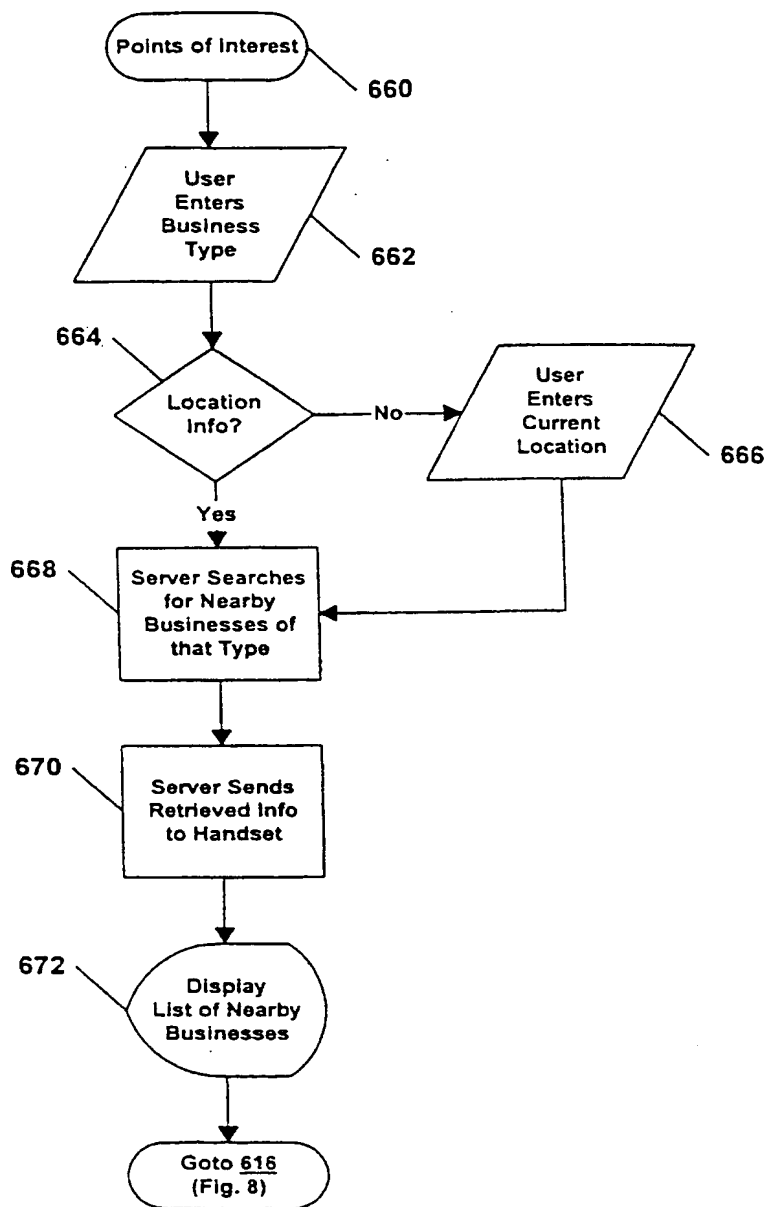 Points of Interest
660
User
Enters
Business
Type
662
664
Location
Info?
No
User
Enters
Current
Location
666
Yes
668
Server Searches
for Nearby
Businesses of
that Type
670
Server Sends
Retrieved Info
to Handset
672
Display
List of Nearby
Businesses
Goto 616
(Fig. 8)